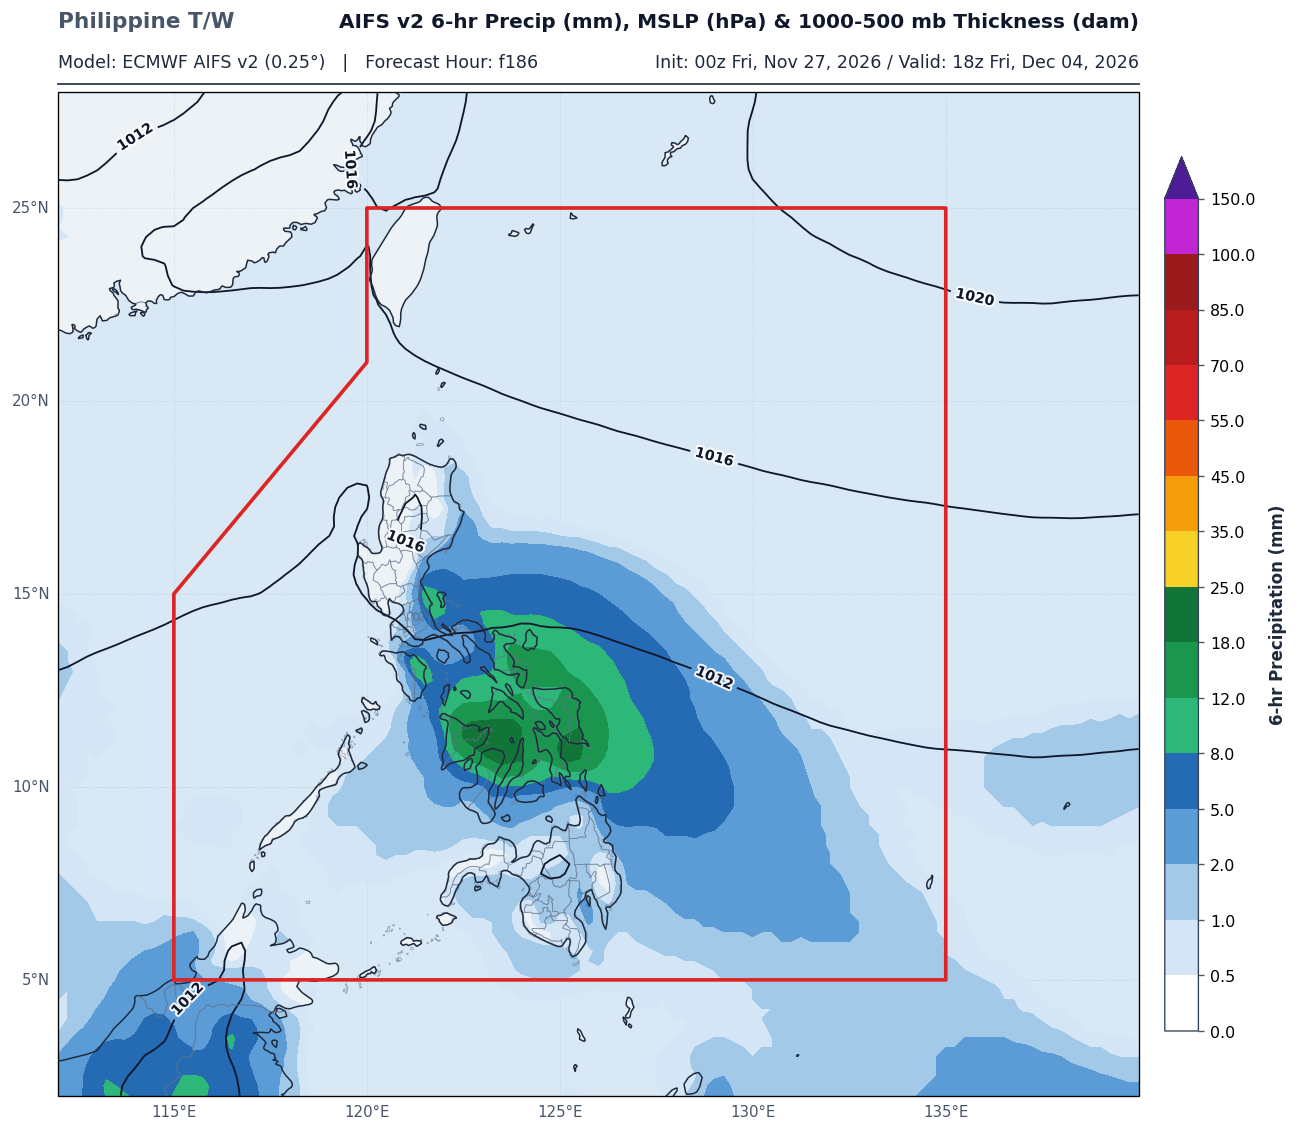 Philippine T/W
AIFS v2 6-hr Precip (mm), MSLP (hPa) & 1000-500 mb Thickness (dam)
Model: ECMWF AIFS v2 (0.25°)   |   Forecast Hour: f186
Init: 00z Fri, Nov 27, 2026 / Valid: 18z Fri, Dec 04, 2026
1012
1016
1020
1016
1016
1012
1012
25°N
20°N
15°N
10°N
5°N
115°E
120°E
125°E
130°E
135°E
150.0
100.0
85.0
70.0
55.0
45.0
35.0
25.0
18.0
12.0
8.0
5.0
2.0
1.0
0.5
0.0
6-hr Precipitation (mm)